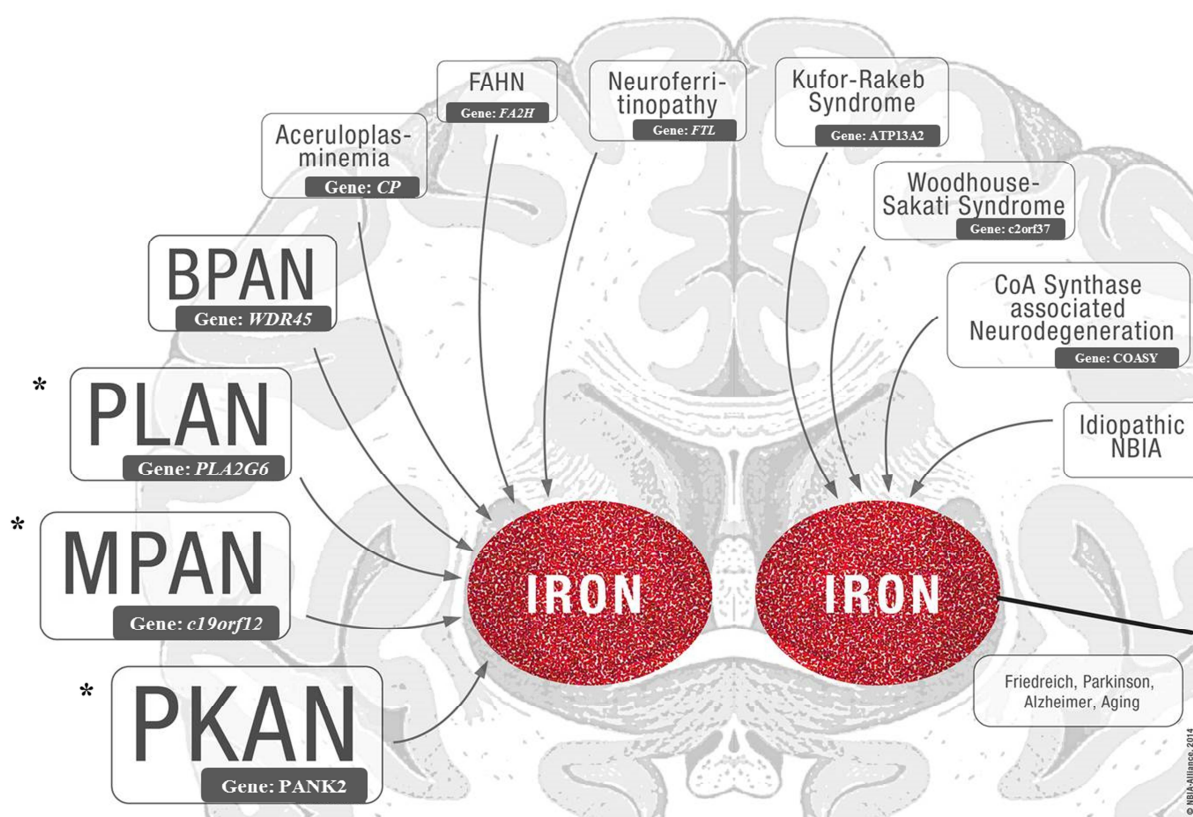 FAHN
Gene: FA2H
Neuroferri-
tinopathy
Gene: FTL
Kufor-Rakeb
Syndrome
Gene: ATP13A2
Aceruloplas-
minemia
Gene: CP
Woodhouse-
Sakati Syndrome
Gene: c2orf37
BPAN
Gene: WDR45
CoA Synthase
associated
Neurodegeneration
Gene: COASY
*
PLAN
Gene: PLA2G6
Idiopathic
NBIA
*
MPAN
Gene: c19orf12
IRON
IRON
*
PKAN
Gene: PANK2
Friedreich, Parkinson,
Alzheimer, Aging
© NBIA-Alliance, 2014